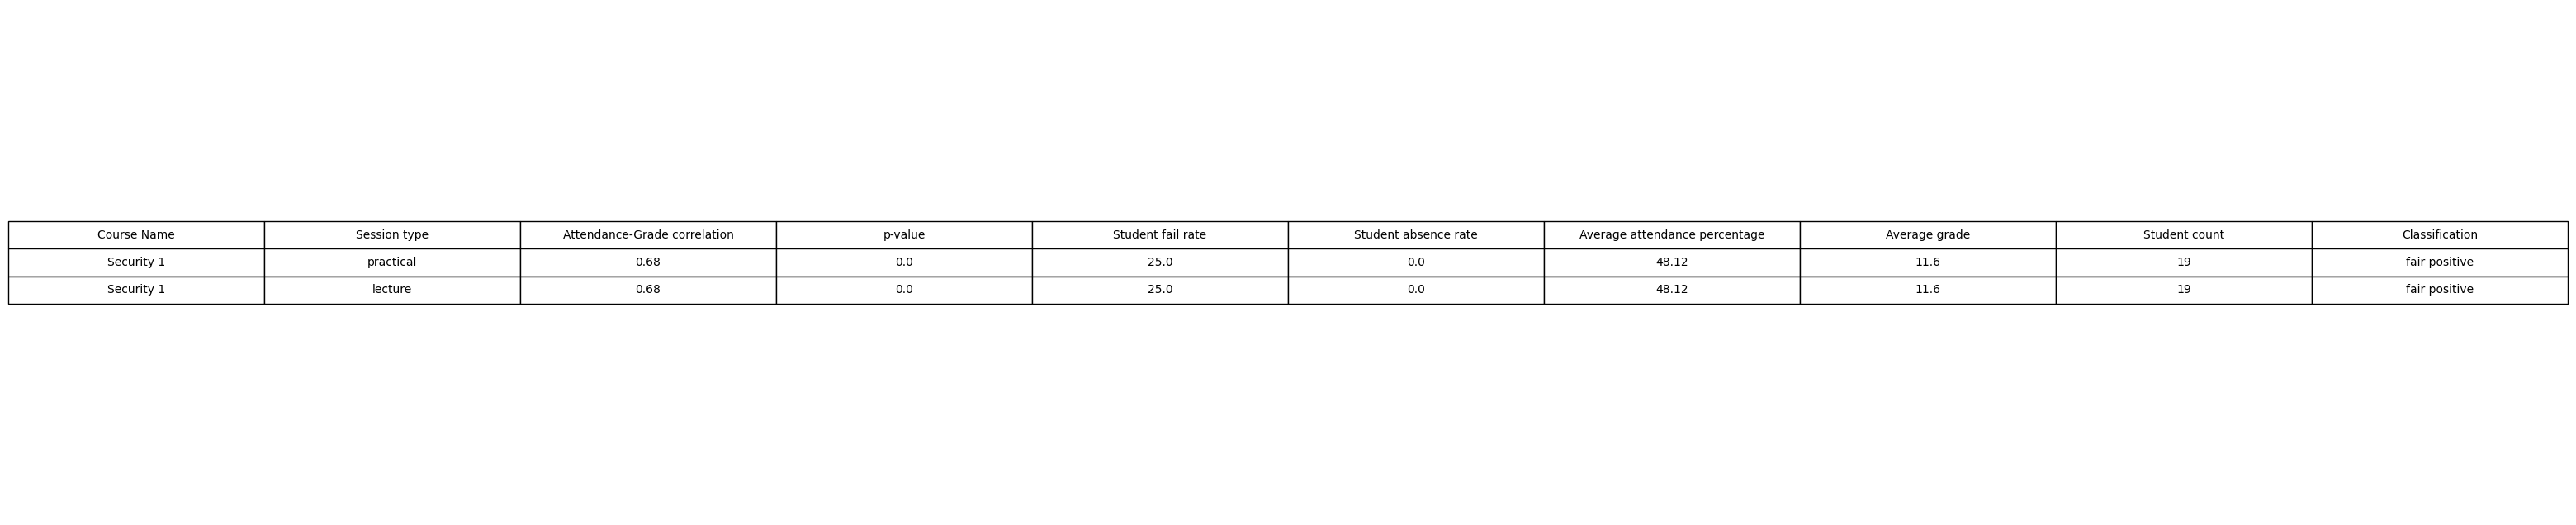 Course Name Session type Attendance-Grade correlation p-value Student fail rate Student absence rate Average attendance percentage Average grade Student count Classification
Security 1 practical 0.68 0.0 25.0 0.0 48.12 11.6 19 fair positive
Security 1 lecture 0.68 0.0 25.0 0.0 48.12 11.6 19 fair positive